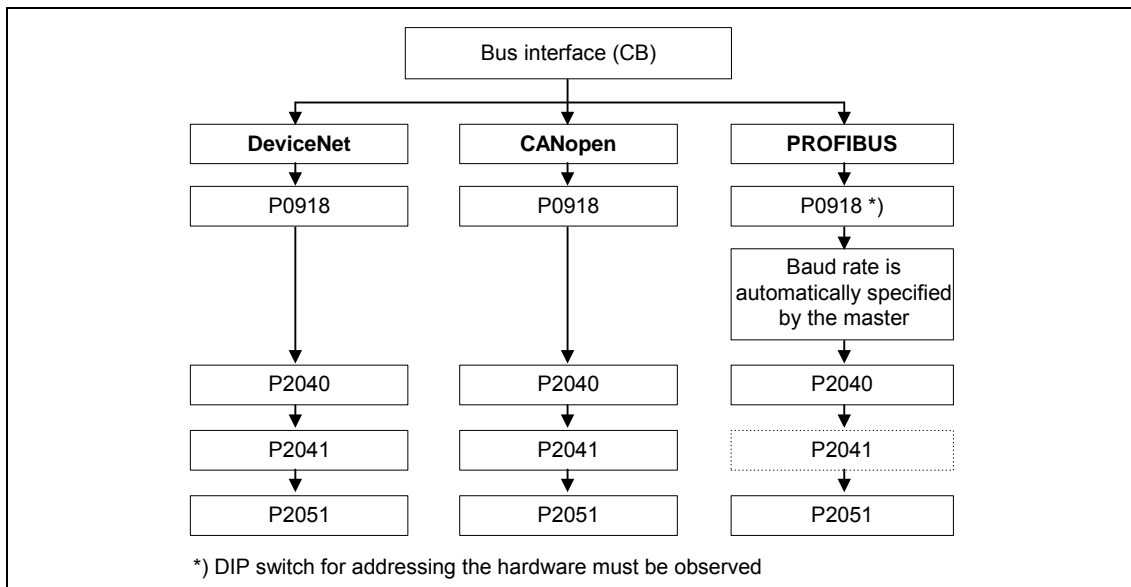 Bus interface (CB)
DeviceNet
CANopen
PROFIBUS
P0918
P0918
P0918 *)
Baud rate is
automatically specified
by the master
P2040
P2040
P2040
P2041
P2041
P2041
P2051
P2051
P2051
*) DIP switch for addressing the hardware must be observed